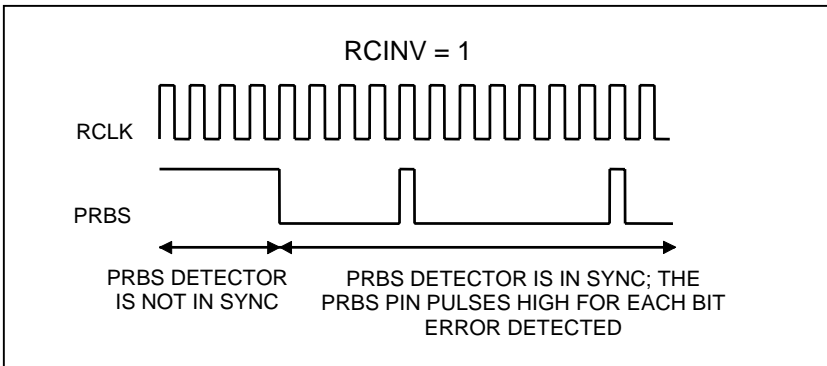 RCINV = 1
RCLK
PRBS
PRBS DETECTOR
IS NOT IN SYNC
PRBS DETECTOR IS IN SYNC; THE
PRBS PIN PULSES HIGH FOR EACH BIT
ERROR DETECTED